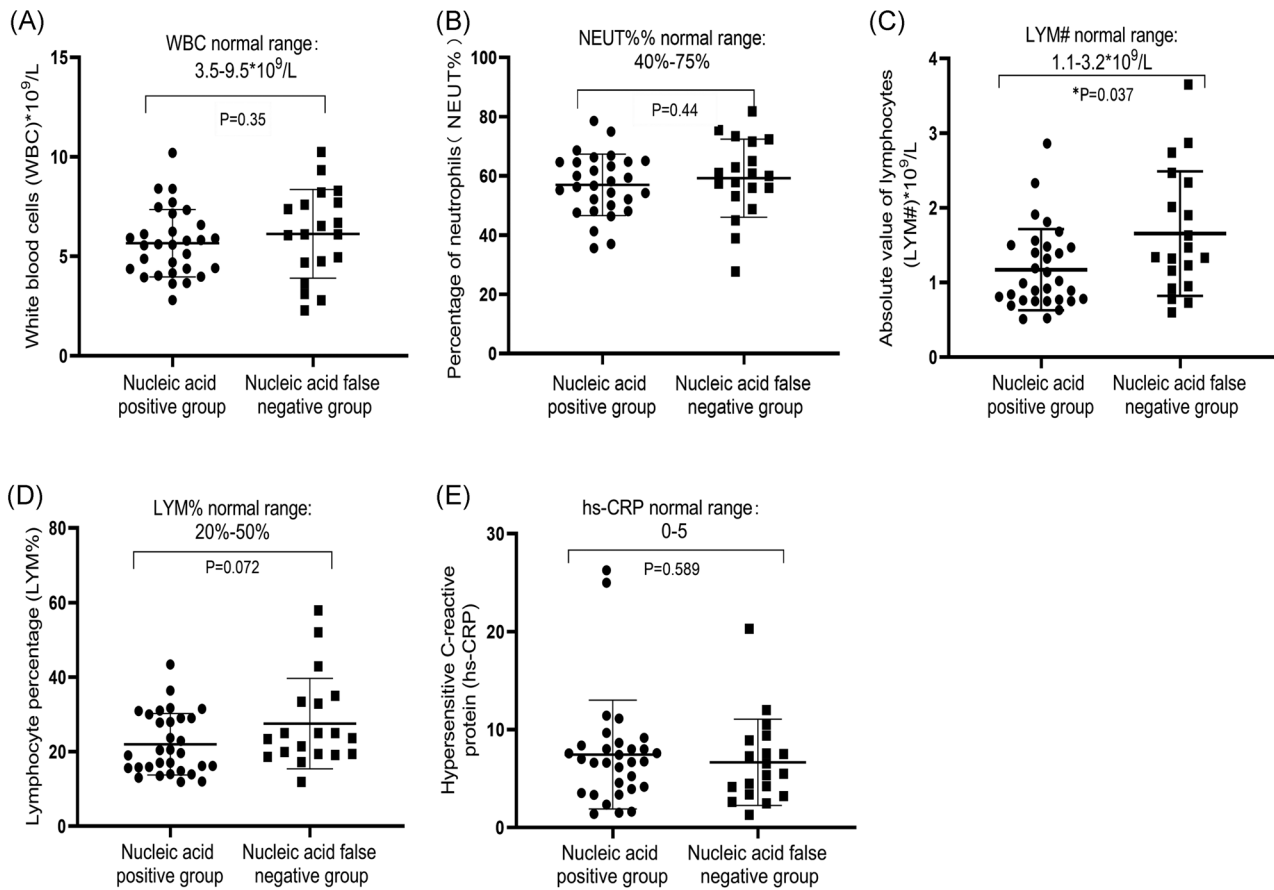 (A)
WBC normal range:
3.5-9.5*10⁹/L
P=0.35
White blood cells (WBC)*10⁹/L
15
10
5
0
Nucleic acid
positive group
Nucleic acid false
negative group
(B)
NEUT%% normal range:
40%-75%
P=0.44
Percentage of neutrophils(NEUT%)
100
80
60
40
20
0
Nucleic acid
positive group
Nucleic acid false
negative group
(C)
LYM# normal range:
1.1-3.2*10⁹/L
*P=0.037
Absolute value of lymphocytes
(LYM#)*10⁹/L
4
3
2
1
0
Nucleic acid
positive group
Nucleic acid false
negative group
(D)
LYM% normal range:
20%-50%
P=0.072
Lymphocyte percentage (LYM%)
80
60
40
20
0
Nucleic acid
positive group
Nucleic acid false
negative group
(E)
hs-CRP normal range:
0-5
P=0.589
Hypersensitive C-reactive
protein (hs-CRP)
30
20
10
0
Nucleic acid
positive group
Nucleic acid false
negative group